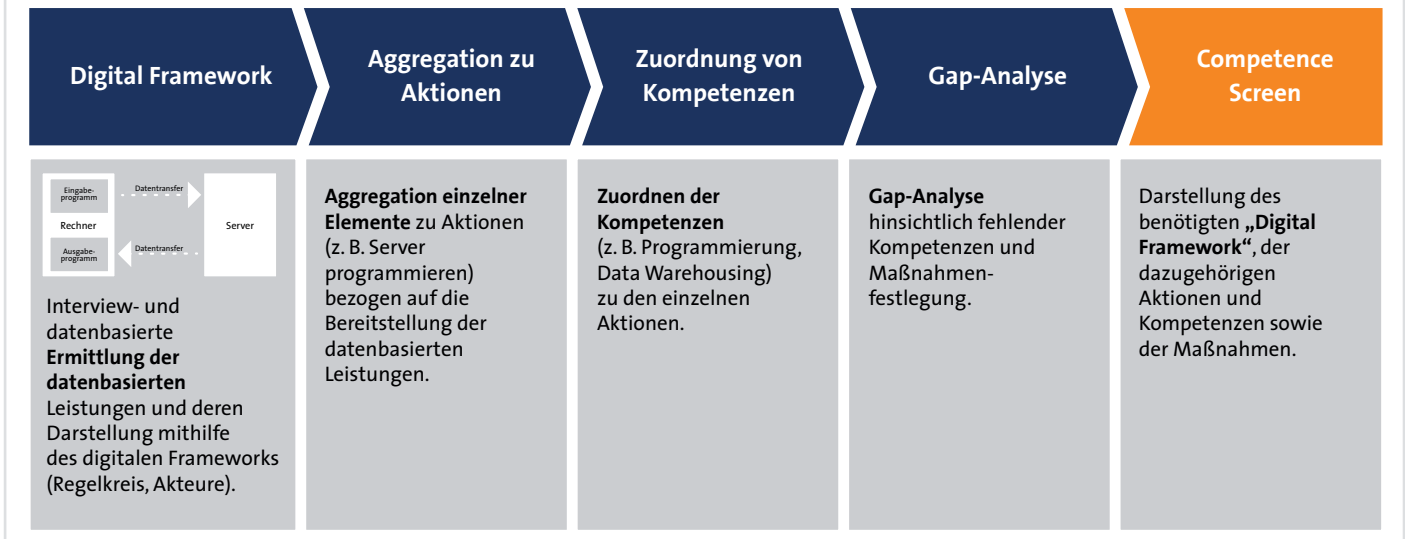 Digital Framework
Aggregation zu
Aktionen
Zuordnung von
Kompetenzen
Gap-Analyse
Competence
Screen
Eingabe-
programm
Rechner
Ausgabe-
programm
Datentransfer
Datentransfer
Server
Interview- und
datenbasierte
Ermittlung der
datenbasierten
Leistungen und deren
Darstellung mithilfe
des digitalen Frameworks
(Regelkreis, Akteure).
Aggregation einzelner
Elemente zu Aktionen
(z. B. Server
programmieren)
bezogen auf die
Bereitstellung der
datenbasierten
Leistungen.
Zuordnen der
Kompetenzen
(z. B. Programmierung,
Data Warehousing)
zu den einzelnen
Aktionen.
Gap-Analyse
hinsichtlich fehlender
Kompetenzen und
Maßnahmen-
festlegung.
Darstellung des
benötigten „Digital
Framework“, der
dazugehörigen
Aktionen und
Kompetenzen sowie
der Maßnahmen.